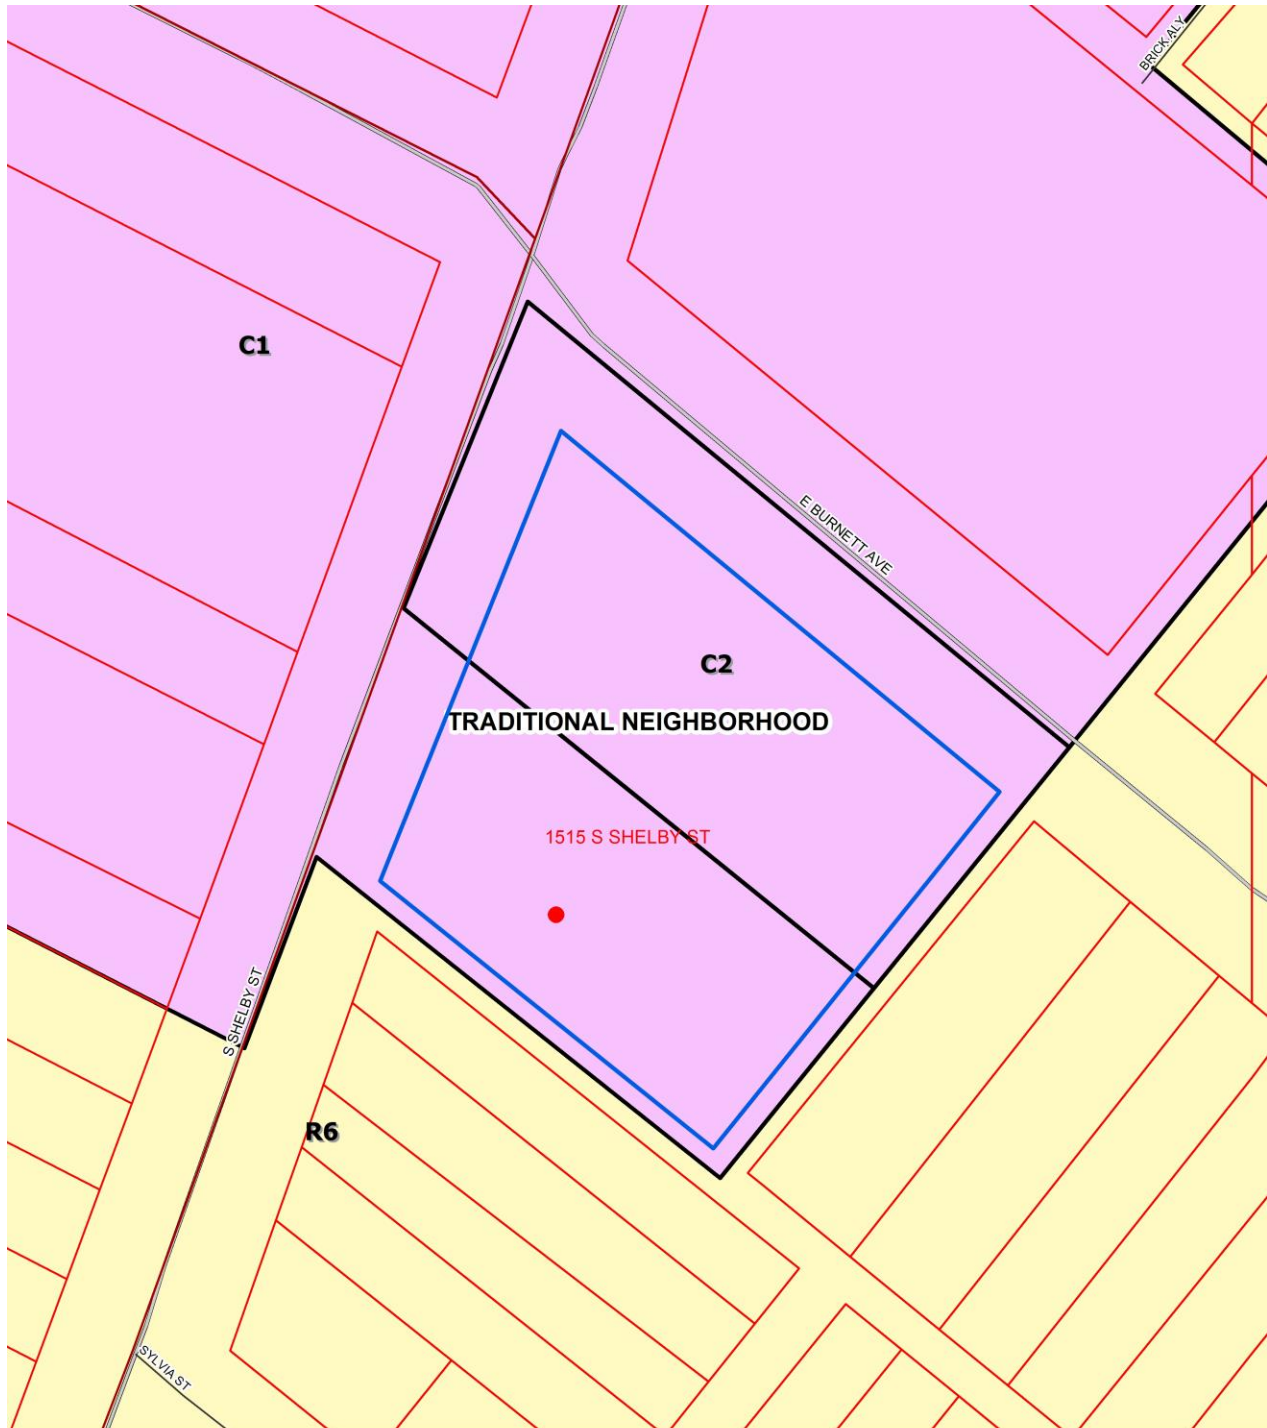 BRICK ALY
C1
E BURNETT AVE
C2
TRADITIONAL NEIGHBORHOOD
1515 S SHELBY ST
S SHELBY ST
R6
SYLVIA ST